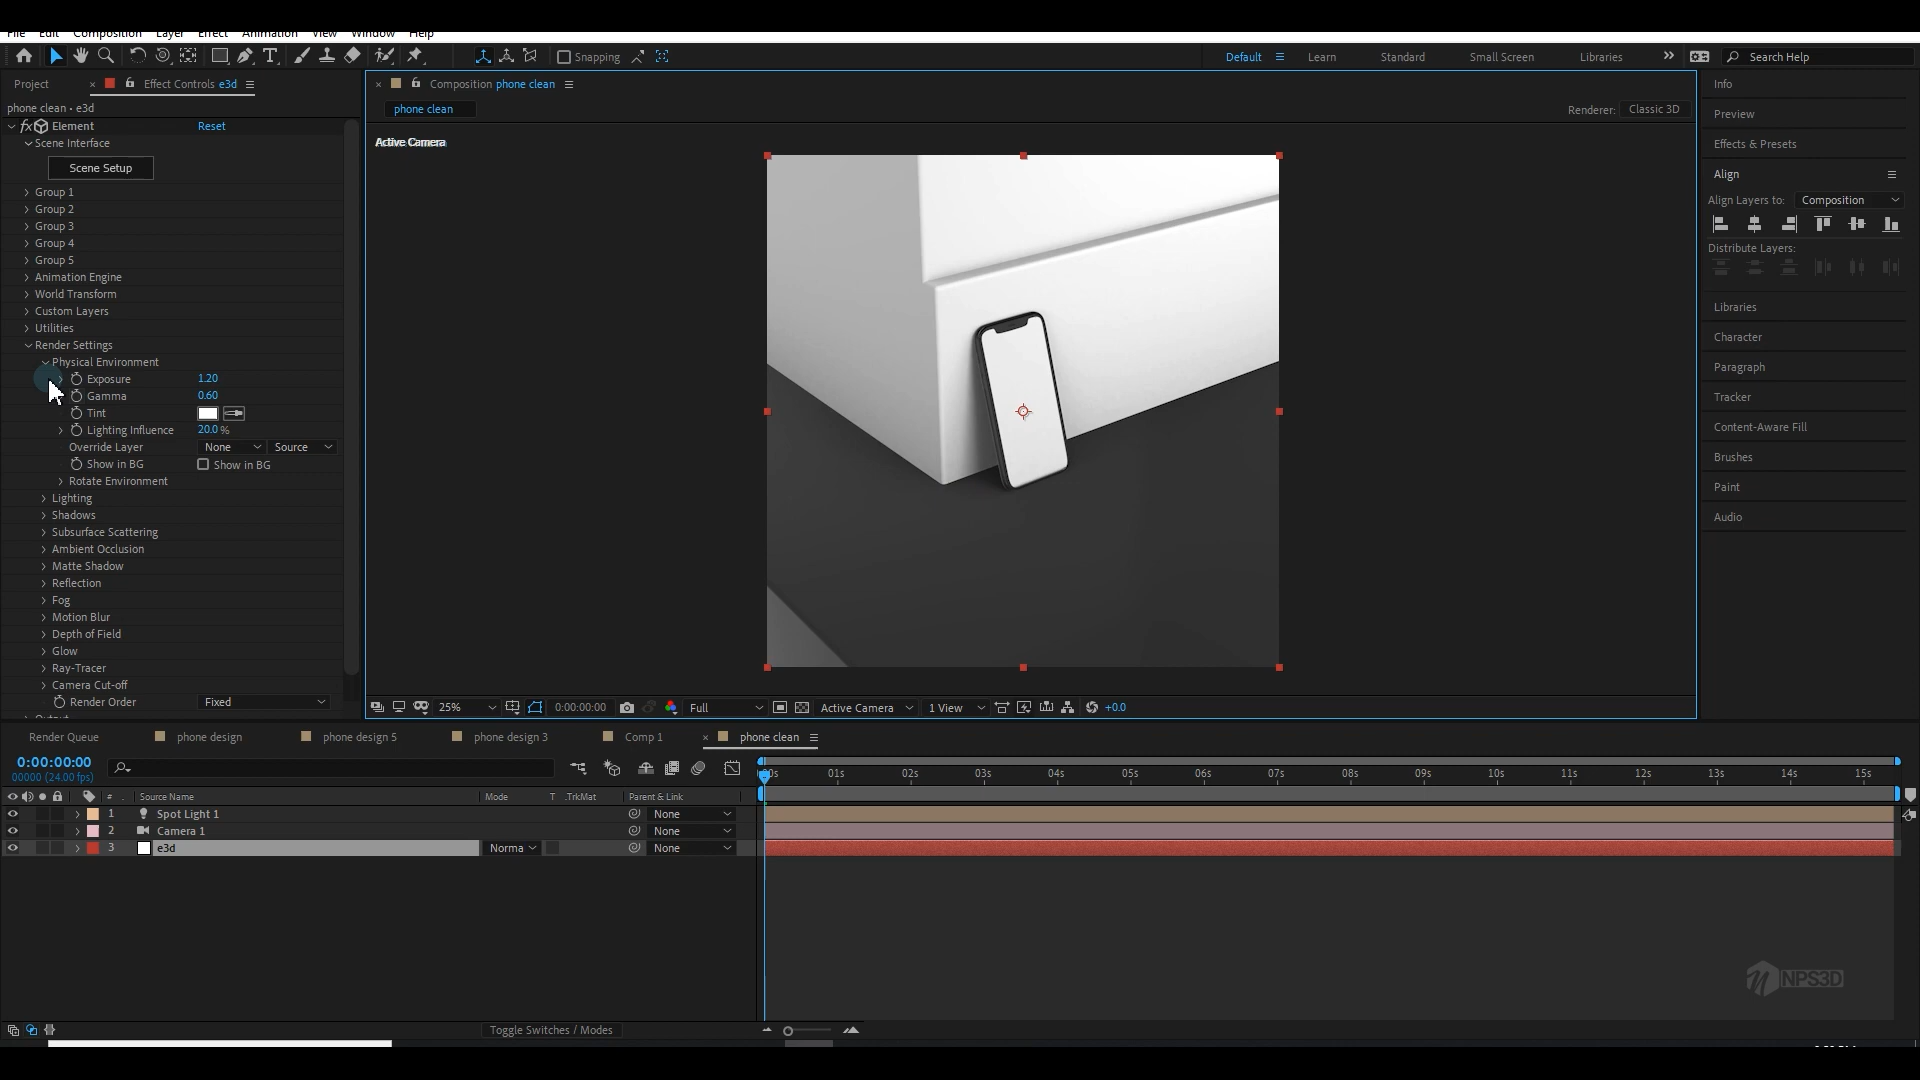 File Edit Composition Layer Effect Animation View Window Help
Snapping
Default
Learn
Standard
Small Screen
Libraries
Search Help
Project
Effect Controls e3d
phone clean • e3d
Element
Reset
Scene Interface
Scene Setup
Group 1
Group 2
Group 3
Group 4
Group 5
Animation Engine
World Transform
Custom Layers
Utilities
Render Settings
Physical Environment
Exposure 1.20
Gamma 0.60
Tint
Lighting Influence 20.0 %
Override Layer None Source
Show in BG Show in BG
Rotate Environment
Lighting
Shadows
Subsurface Scattering
Ambient Occlusion
Matte Shadow
Reflection
Fog
Motion Blur
Depth of Field
Glow
Ray-Tracer
Camera Cut-off
Render Order Fixed
Output
Composition phone clean
phone clean
Renderer: Classic 3D
Active Camera
25% 0:00:00:00 Full Active Camera 1 View +0.0
Info
Preview
Effects & Presets
Align
Align Layers to: Composition
Distribute Layers:
Libraries
Character
Paragraph
Tracker
Content-Aware Fill
Brushes
Paint
Audio
Render Queue
phone design
phone design 5
phone design 3
Comp 1
phone clean
0:00:00:00
00000 (24.00 fps)
# Source Name Mode T .TrkMat Parent & Link
1 Spot Light 1 None
2 Camera 1 None
3 e3d Norma None
:00s 01s 02s 03s 04s 05s 06s 07s 08s 09s 10s 11s 12s 13s 14s 15s
NPS3D
Toggle Switches / Modes